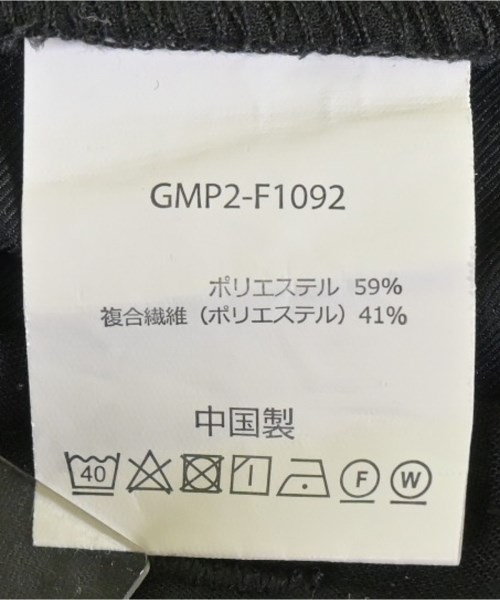 GMP2-F1092
ポリエステル 59%
複合繊維（ポリエステル）41%
中国製
40 F W